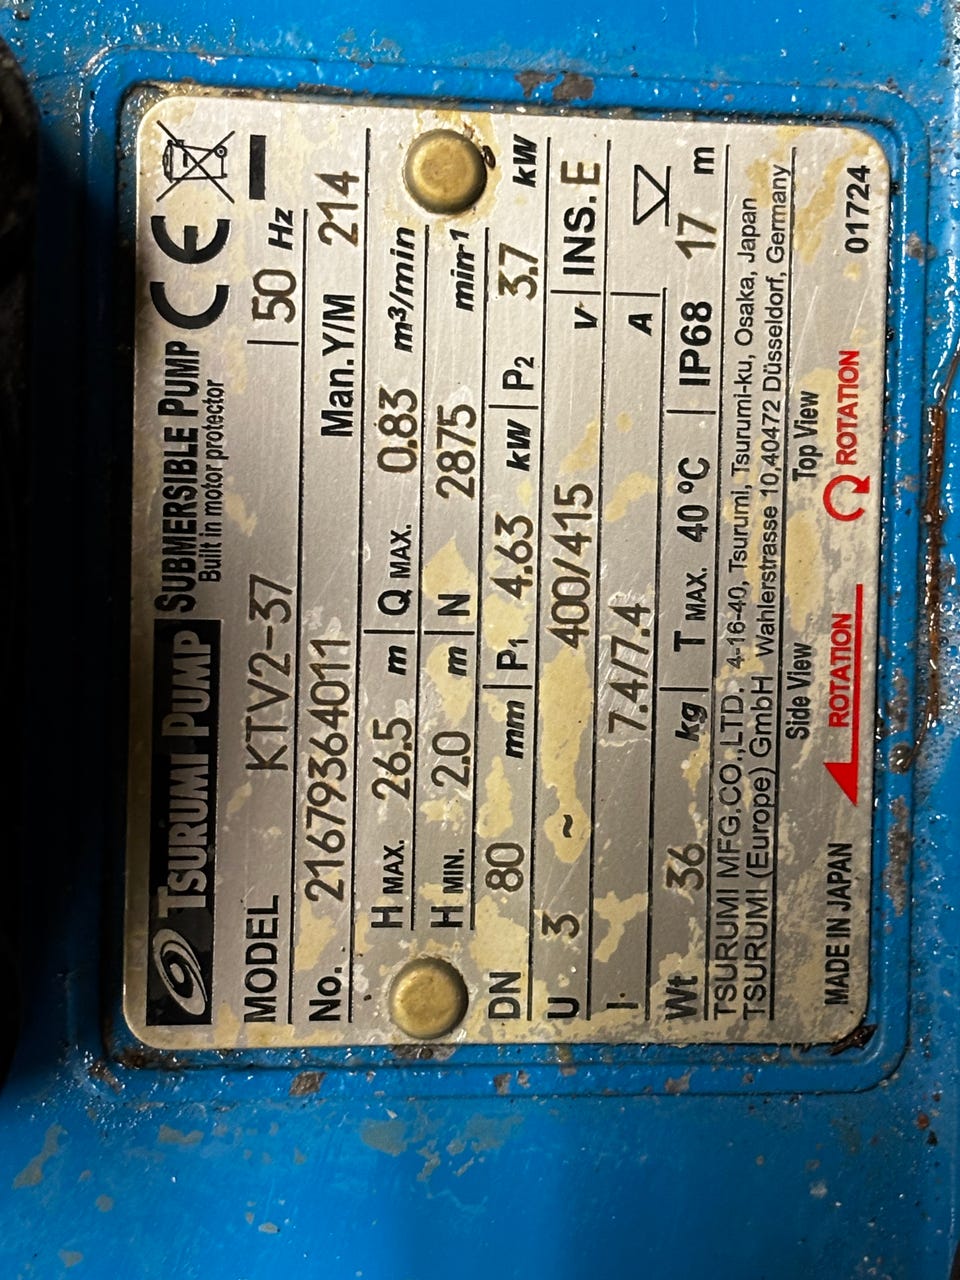 TSURUMI PUMP SUBMERSIBLE PUMP CE
Built in motor protector
MODEL KTV2-37 50 Hz
No. 21679364011 Man.Y/M 214
H MAX. 26.5 m Q MAX. 0.83 m³/min
H MIN. 2.0 m N 2875 min⁻¹
DN 80 mm P₁ 4.63 kW P₂ 3.7 kW
U 3 ~ 400/415 V INS.E
I 7.4/7.4 A
Wt 36 kg T MAX. 40 °C IP68 17 m
TSURUMI MFG.CO.,LTD. 4-16-40, Tsurumi, Tsurumi-ku, Osaka, Japan
TSURUMI (Europe) GmbH Wahlerstrasse 10,40472 Düsseldorf, Germany
Side View Top View
MADE IN JAPAN ROTATION ROTATION 01724